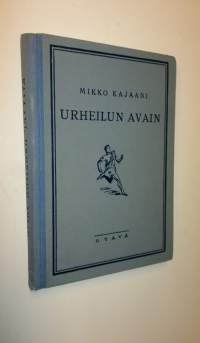 MIKKO KAJAANI
URHEILUN AVAIN
OTAVA